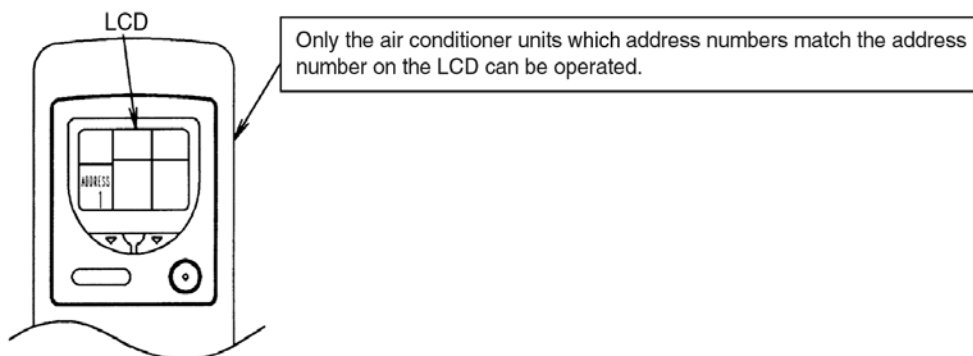 LCD
Only the air conditioner units which address numbers match the address
number on the LCD can be operated.
ADDRESS
1